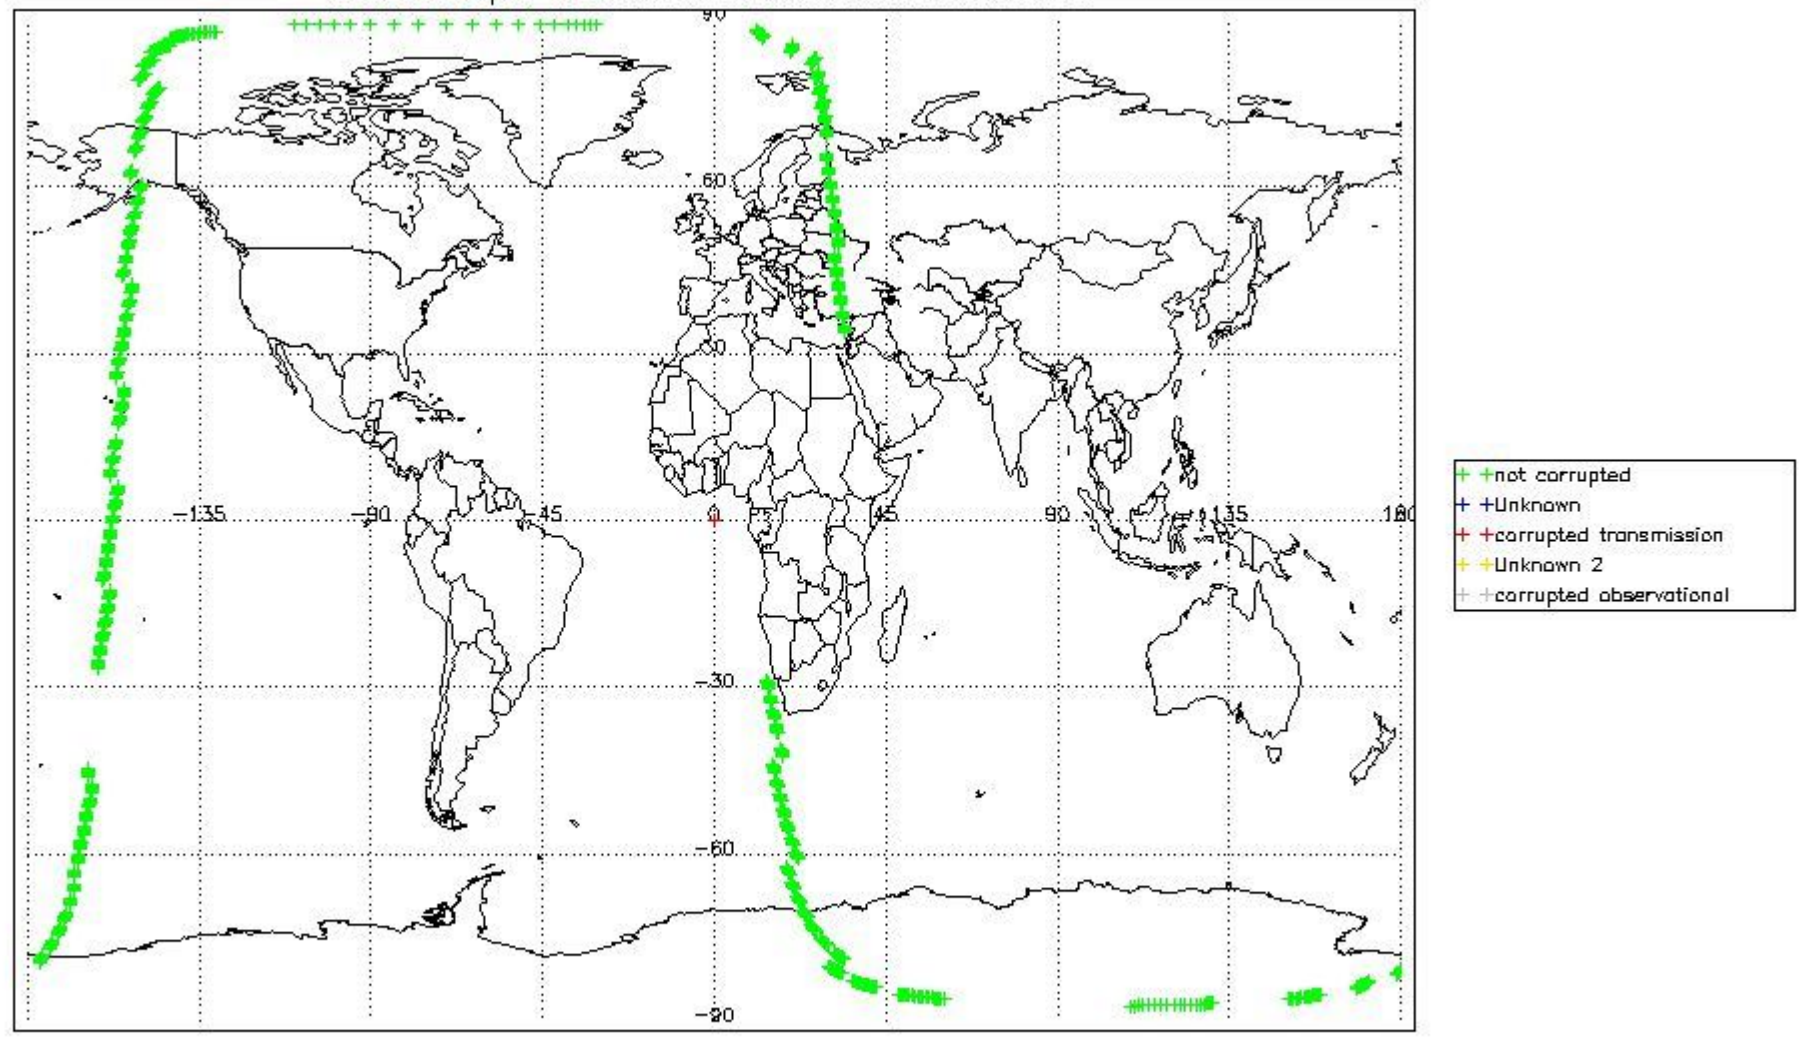 90
60
30
-135 -90 -45 0 45 90 135 180
-30
-60
-90
not corrupted
Unknown
corrupted transmission
Unknown 2
corrupted observational